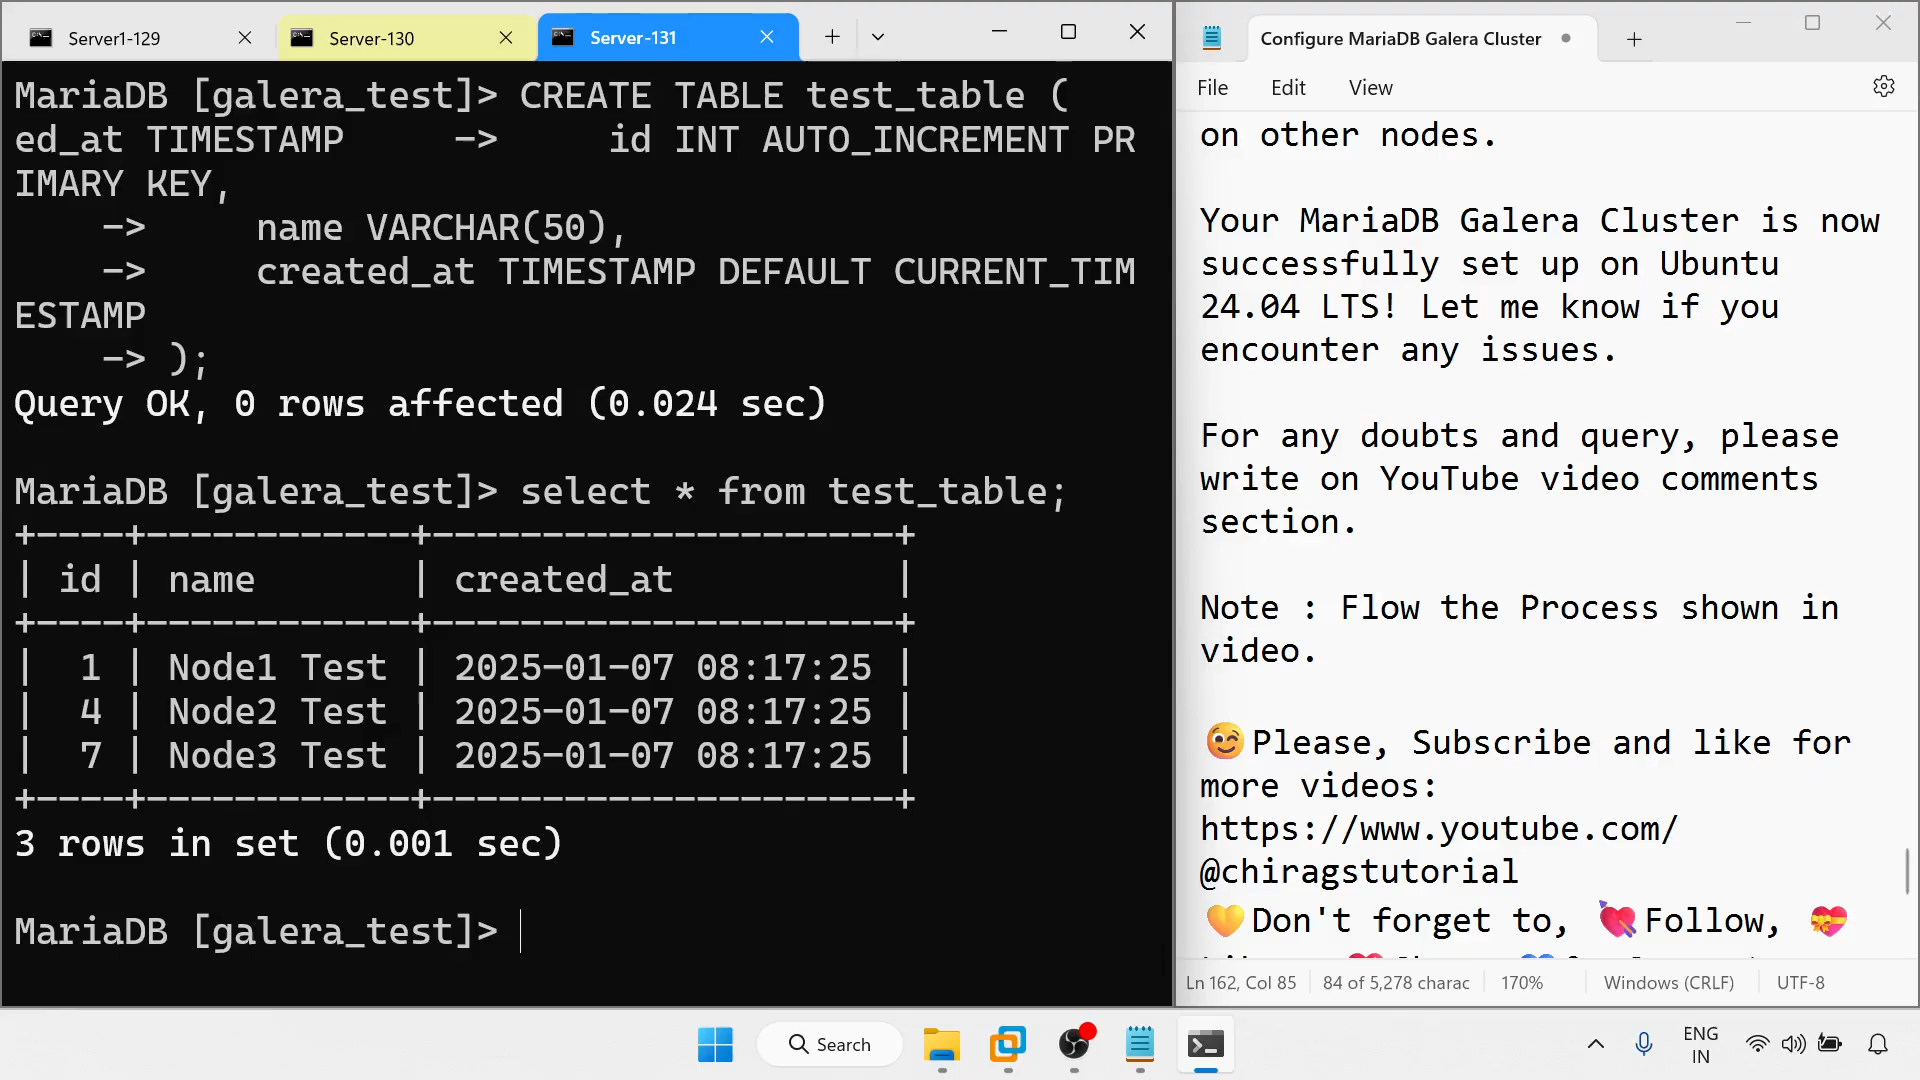 Server1-129
Server-130
Server-131
MariaDB [galera_test]> CREATE TABLE test_table (
ed_at TIMESTAMP     ->     id INT AUTO_INCREMENT PR
IMARY KEY,
    ->     name VARCHAR(50),
    ->     created_at TIMESTAMP DEFAULT CURRENT_TIM
ESTAMP
    -> );
Query OK, 0 rows affected (0.024 sec)
MariaDB [galera_test]> select * from test_table;
+----+------------+---------------------+
| id | name       | created_at          |
+----+------------+---------------------+
|  1 | Node1 Test | 2025-01-07 08:17:25 |
|  4 | Node2 Test | 2025-01-07 08:17:25 |
|  7 | Node3 Test | 2025-01-07 08:17:25 |
+----+------------+---------------------+
3 rows in set (0.001 sec)
MariaDB [galera_test]>
Configure MariaDB Galera Cluster
File Edit View
on other nodes.
Your MariaDB Galera Cluster is now
successfully set up on Ubuntu
24.04 LTS! Let me know if you
encounter any issues.
For any doubts and query, please
write on YouTube video comments
section.
Note : Flow the Process shown in
video.
😉Please, Subscribe and like for
more videos:
https://www.youtube.com/
@chiragstutorial
💛Don't forget to, 💘Follow, 💝
Ln 162, Col 85 84 of 5,278 charac 170% Windows (CRLF) UTF-8
Search
ENG
IN